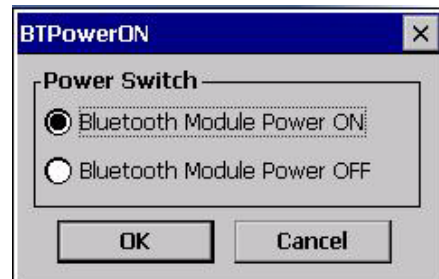 BTPowerON
Power Switch
Bluetooth Module Power ON
Bluetooth Module Power OFF
OK
Cancel